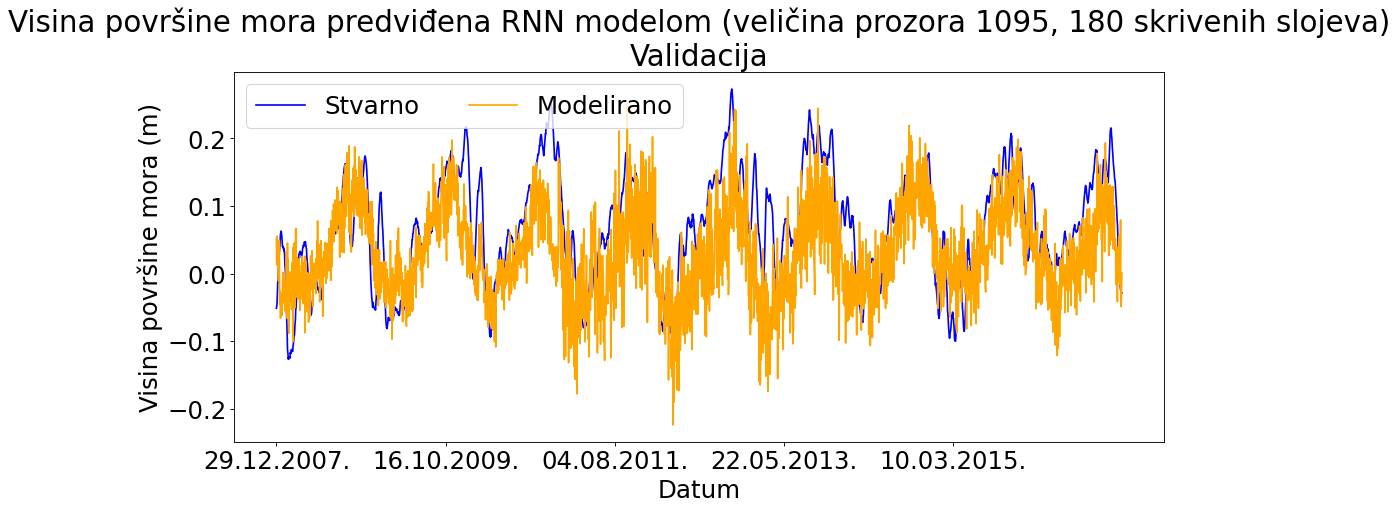 Visina površine mora predviđena RNN modelom (veličina prozora 1095, 180 skrivenih slojeva)
Validacija
Stvarno
Modelirano
Visina površine mora (m)
0.2
0.1
0.0
−0.1
−0.2
29.12.2007.
16.10.2009.
04.08.2011.
22.05.2013.
10.03.2015.
Datum